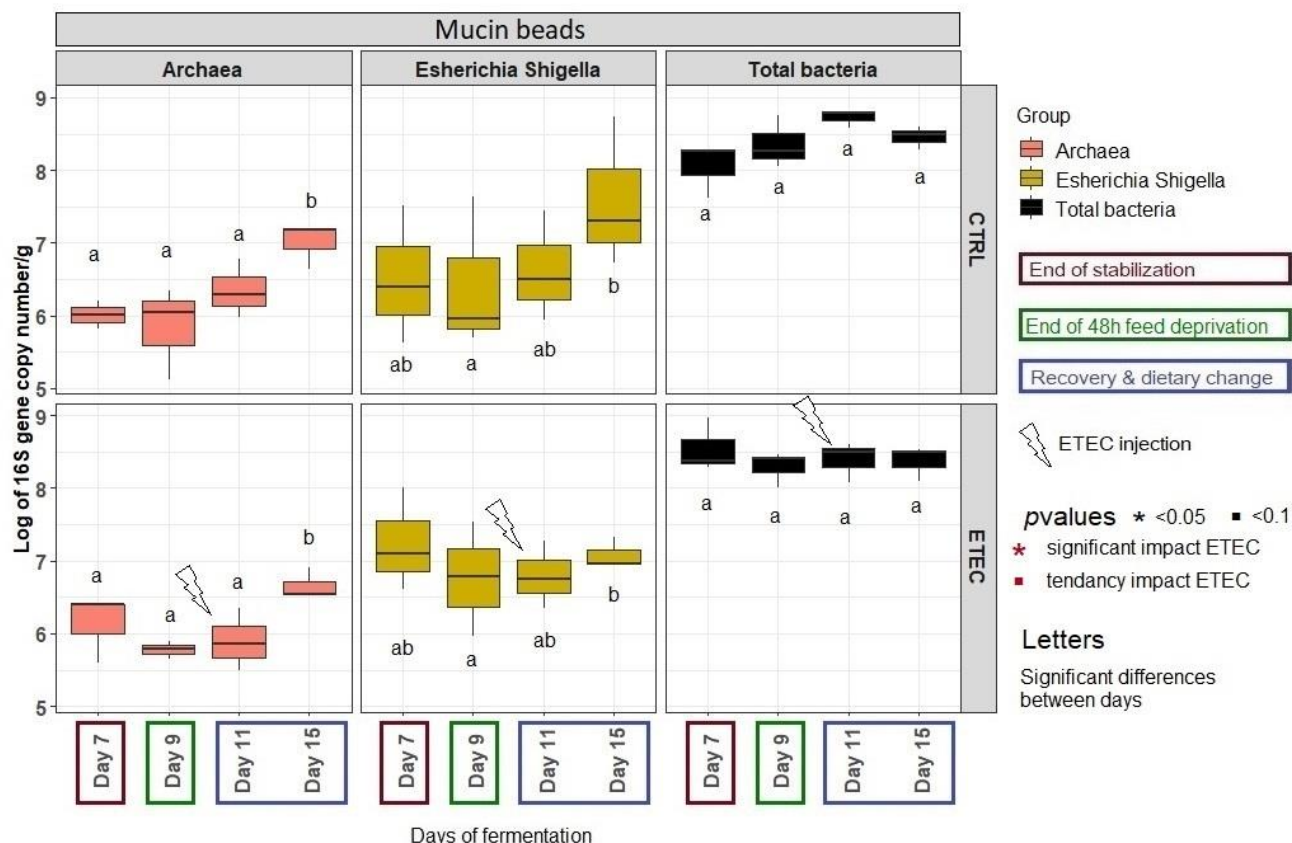 Mucin beads
Archaea
Esherichia Shigella
Total bacteria
Log of 16S gene copy number/g
9
8
7
6
5
a
a
a
b
ab
a
ab
b
a
a
a
a
CTRL
9
8
7
6
5
a
a
a
b
ab
a
ab
b
a
a
a
a
ETEC
Day 7
Day 9
Day 11
Day 15
Day 7
Day 9
Day 11
Day 15
Day 7
Day 9
Day 11
Day 15
Days of fermentation
Group
Archaea
Esherichia Shigella
Total bacteria
End of stabilization
End of 48h feed deprivation
Recovery & dietary change
ETEC injection
pvalues * <0.05 ▪ <0.1
* significant impact ETEC
▪ tendancy impact ETEC
Letters
Significant differences
between days